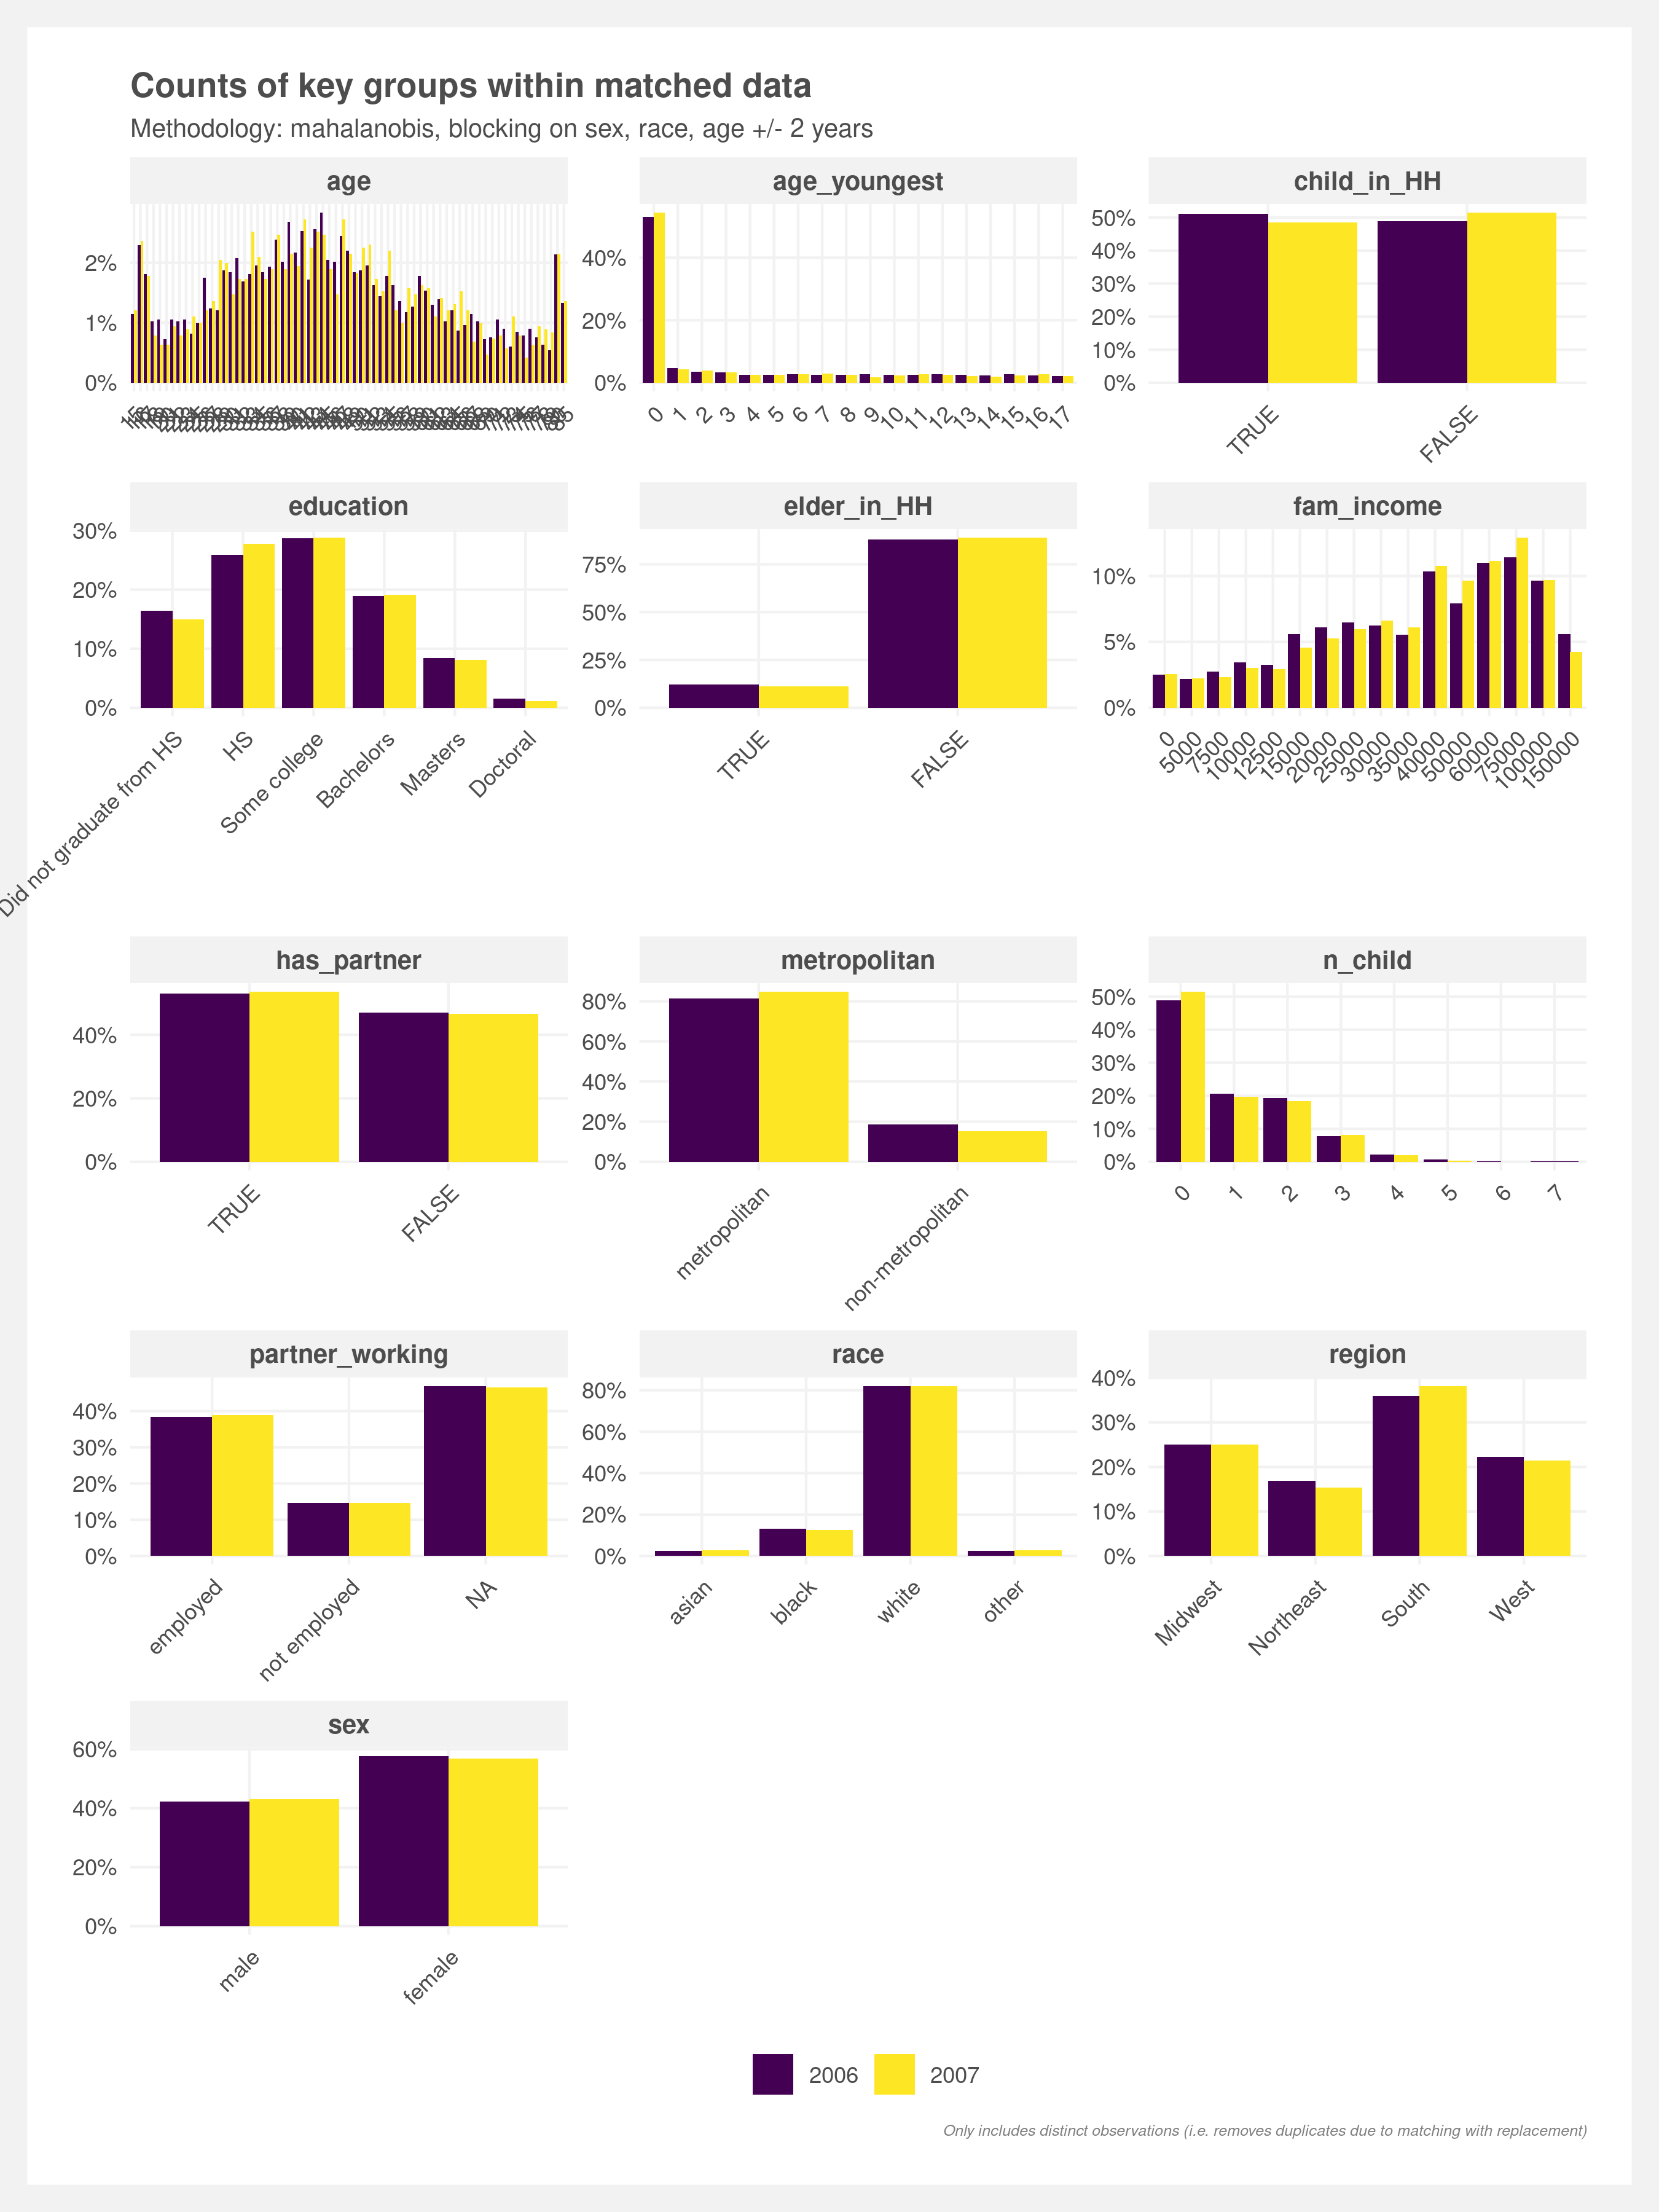 Counts of key groups within matched data
Methodology: mahalanobis, blocking on sex, race, age +/- 2 years
age
age_youngest
child_in_HH
2%
1%
0%
40%
20%
0%
0 1 2 3 4 5 6 7 8 9 10 11 12 13 14 15 16 17
50%
40%
30%
20%
10%
0%
TRUE FALSE
education
elder_in_HH
fam_income
30%
20%
10%
0%
Did not graduate from HS HS Some college Bachelors Masters Doctoral
75%
50%
25%
0%
TRUE FALSE
10%
5%
0%
0 5000 7500 10000 12500 15000 20000 25000 30000 35000 40000 50000 60000 75000 100000 150000
has_partner
metropolitan
n_child
40%
20%
0%
TRUE FALSE
80%
60%
40%
20%
0%
metropolitan non-metropolitan
50%
40%
30%
20%
10%
0%
0 1 2 3 4 5 6 7
partner_working
race
region
40%
30%
20%
10%
0%
employed not employed NA
80%
60%
40%
20%
0%
asian black white other
40%
30%
20%
10%
0%
Midwest Northeast South West
sex
60%
40%
20%
0%
male female
2006 2007
Only includes distinct observations (i.e. removes duplicates due to matching with replacement)